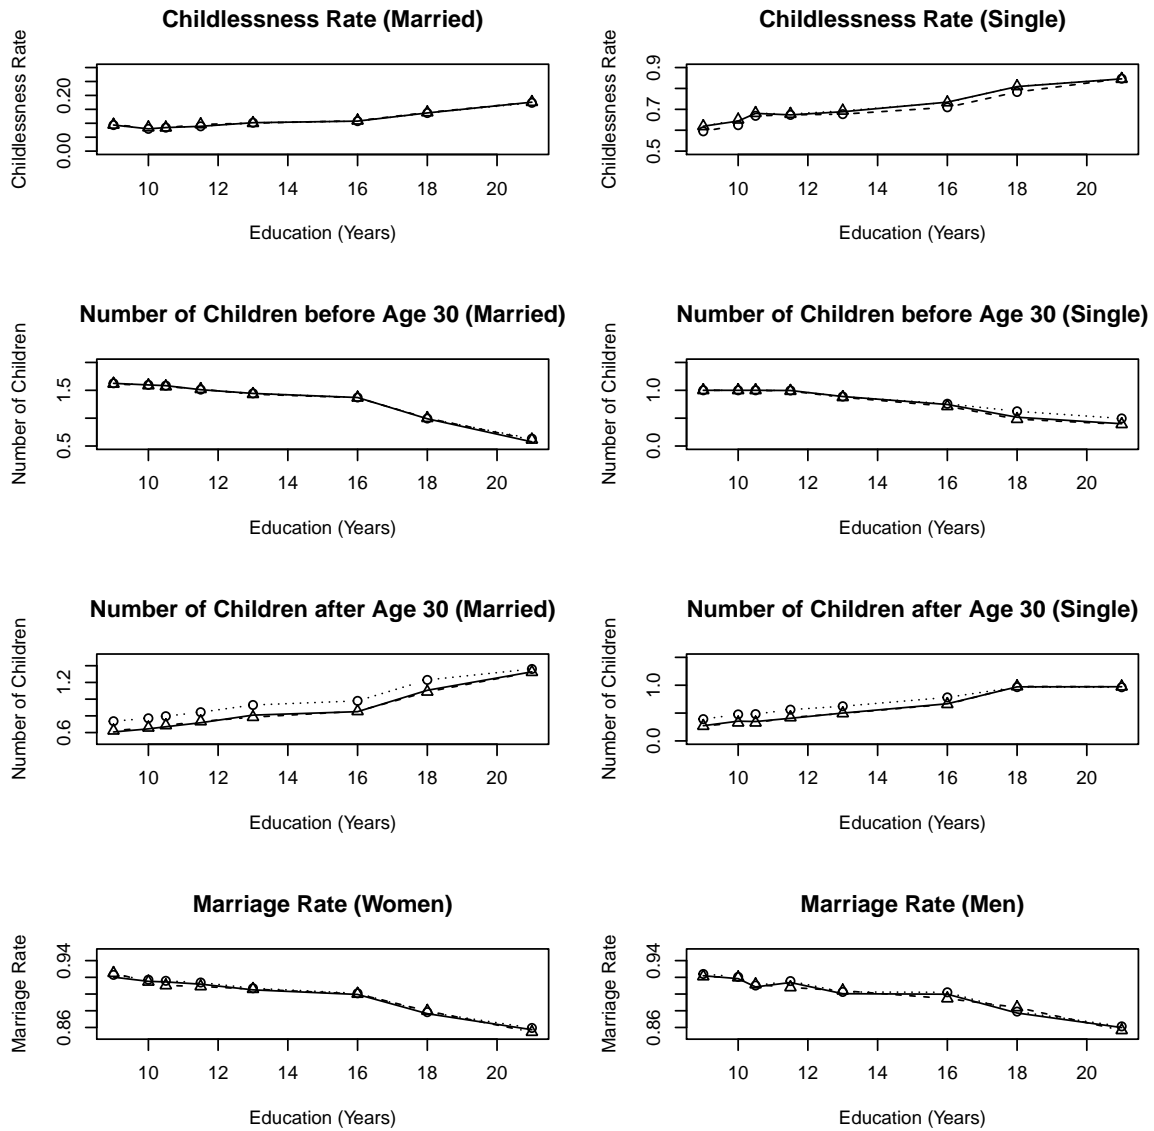 Childlessness Rate (Married)
Childlessness Rate
0.00 0.20
10 12 14 16 18 20
Education (Years)
Childlessness Rate (Single)
Childlessness Rate
0.5 0.7 0.9
10 12 14 16 18 20
Education (Years)
Number of Children before Age 30 (Married)
Number of Children
0.5 1.5
10 12 14 16 18 20
Education (Years)
Number of Children before Age 30 (Single)
Number of Children
0.0 1.0
10 12 14 16 18 20
Education (Years)
Number of Children after Age 30 (Married)
Number of Children
0.6 1.2
10 12 14 16 18 20
Education (Years)
Number of Children after Age 30 (Single)
Number of Children
0.0 1.0
10 12 14 16 18 20
Education (Years)
Marriage Rate (Women)
Marriage Rate
0.86 0.94
10 12 14 16 18 20
Education (Years)
Marriage Rate (Men)
Marriage Rate
0.86 0.94
10 12 14 16 18 20
Education (Years)